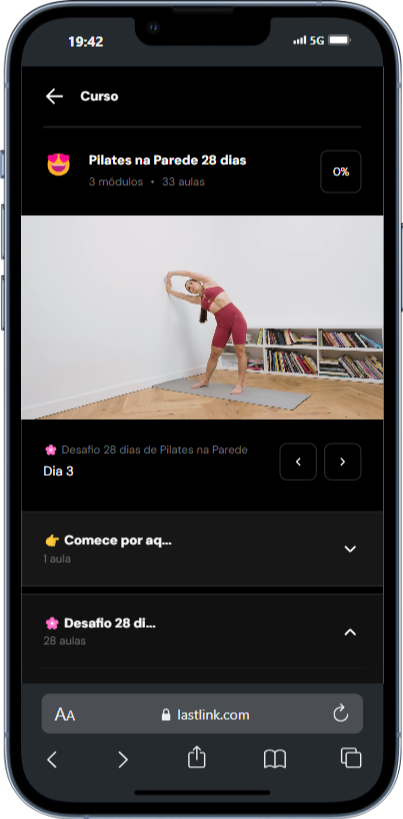 19:42
5G
Curso
Pilates na Parede 28 dias
3 módulos • 33 aulas
0%
🌸 Desafio 28 dias de Pilates na Parede
Dia 3
👉 Comece por aq...
1 aula
🌸 Desafio 28 di...
28 aulas
AA
lastlink.com